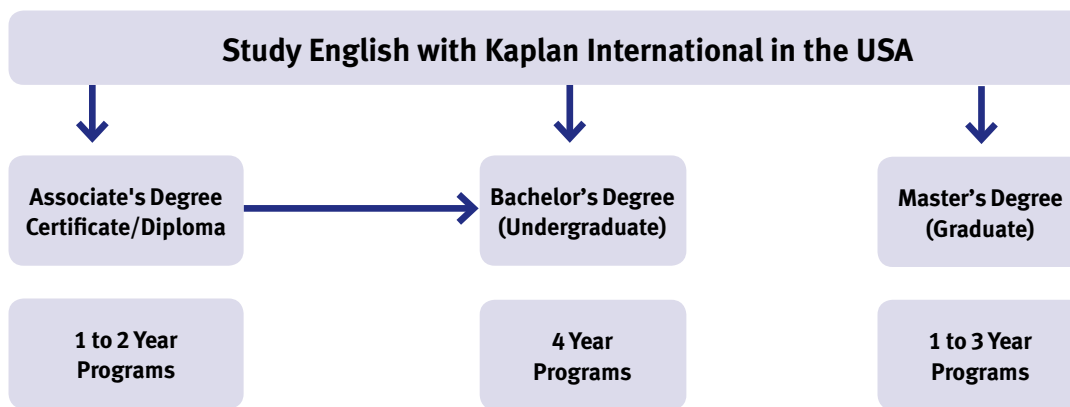 Study English with Kaplan International in the USA
Associate's Degree
Certificate/Diploma
Bachelor’s Degree
(Undergraduate)
Master’s Degree
(Graduate)
1 to 2 Year
Programs
4 Year
Programs
1 to 3 Year
Programs